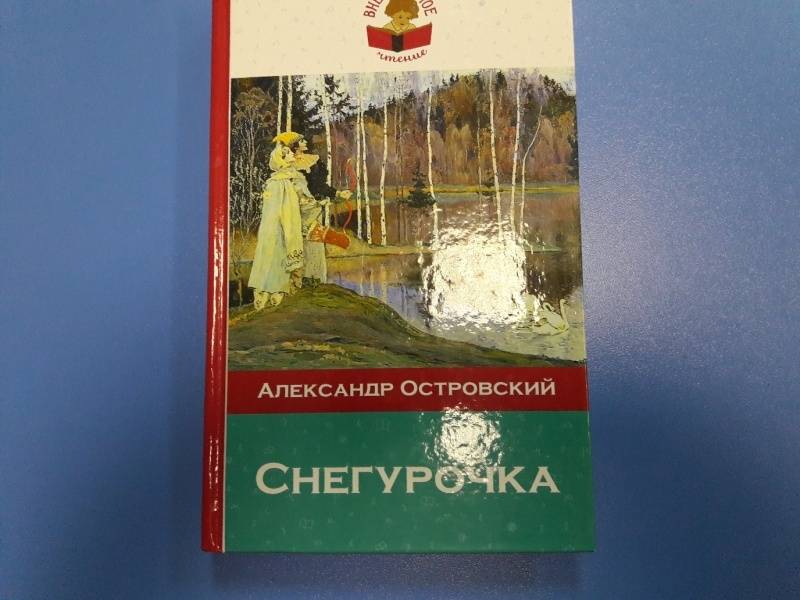 чтение
Александр Островский
Снегурочка